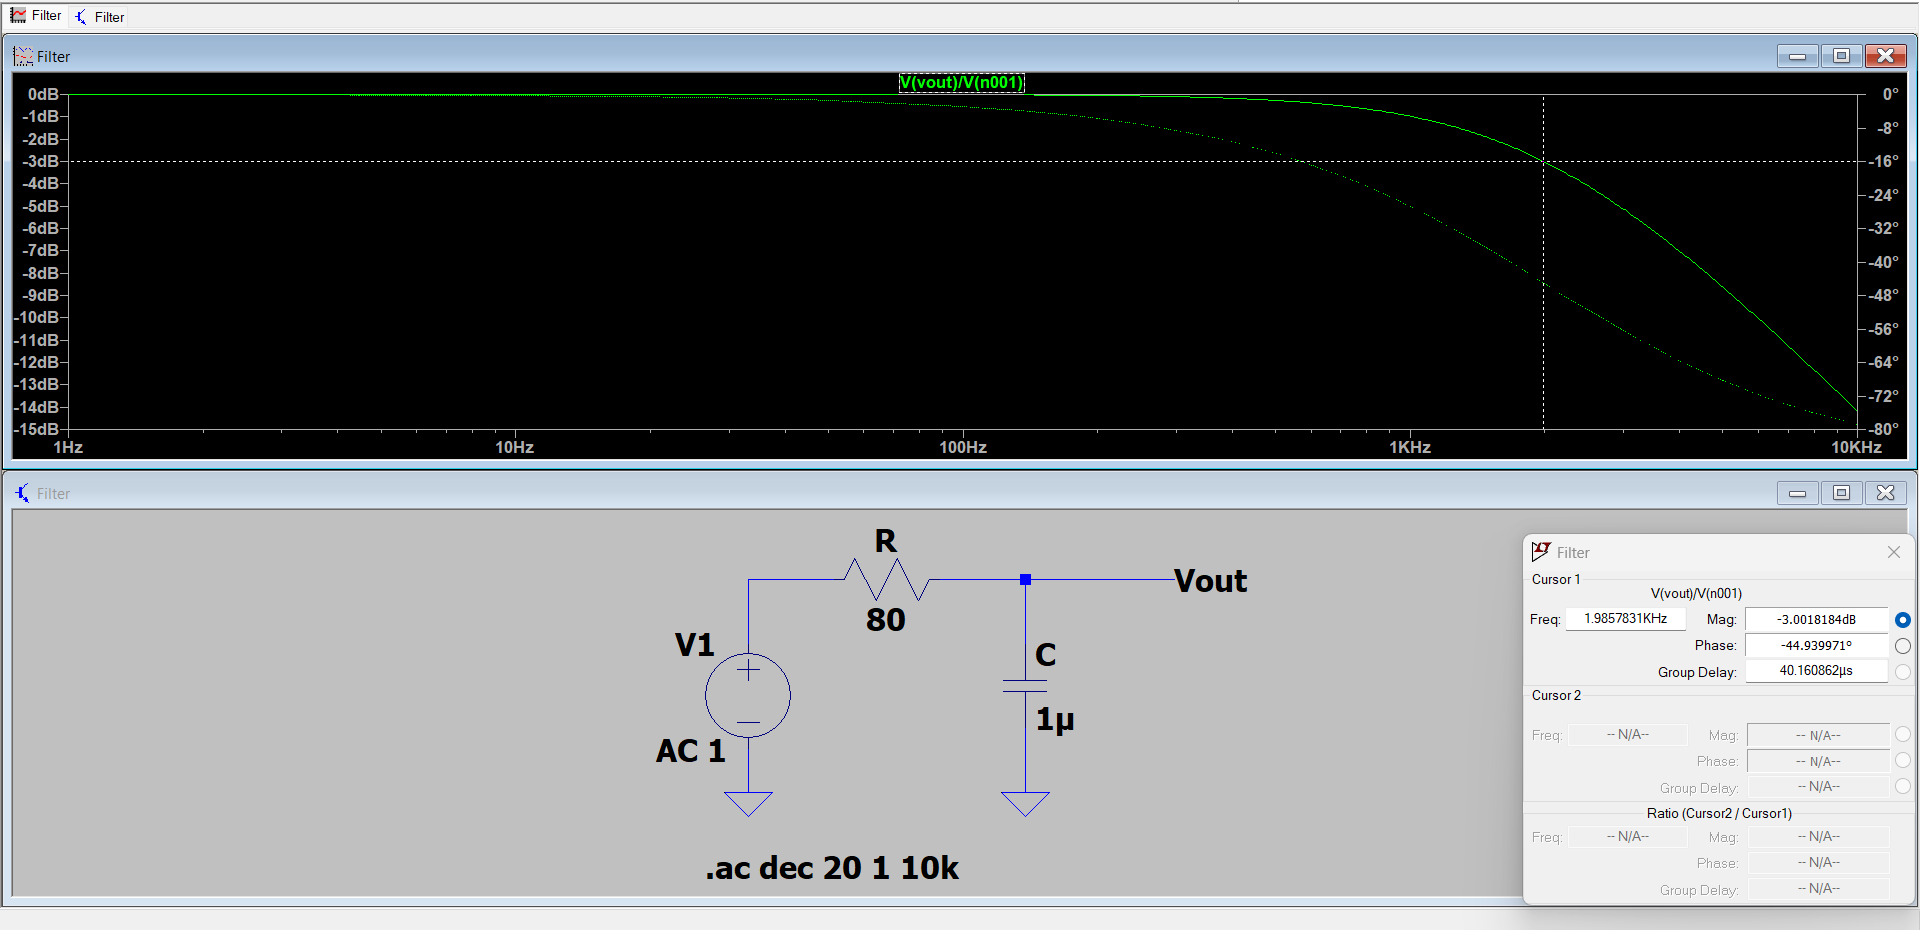 Filter Filter
Filter
V(vout)/V(n001)
0dB
-1dB
-2dB
-3dB
-4dB
-5dB
-6dB
-7dB
-8dB
-9dB
-10dB
-11dB
-12dB
-13dB
-14dB
-15dB
0°
-8°
-16°
-24°
-32°
-40°
-48°
-56°
-64°
-72°
-80°
1Hz 10Hz 100Hz 1KHz 10KHz
Filter
R
80
Vout
V1
AC 1
C
1µ
.ac dec 20 1 10k
Filter
Cursor 1
V(vout)/V(n001)
Freq: 1.9857831KHz Mag: -3.0018184dB
Phase: -44.939971°
Group Delay: 40.160862µs
Cursor 2
Freq: -- N/A-- Mag: -- N/A--
Phase: -- N/A--
Group Delay: -- N/A--
Ratio (Cursor2 / Cursor1)
Freq: -- N/A-- Mag: -- N/A--
Phase: -- N/A--
Group Delay: -- N/A--